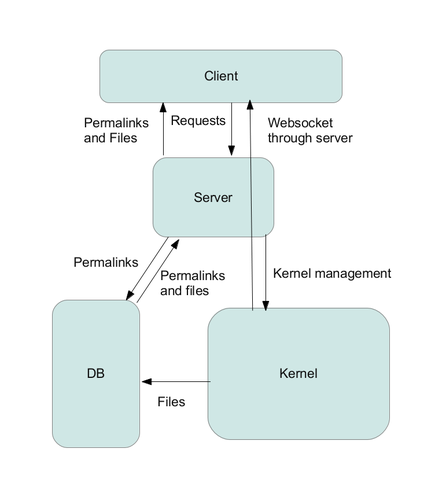 Client
Permalinks
and Files
Requests
Websocket
through server
Server
Permalinks
Permalinks
and files
Kernel management
DB
Kernel
Files